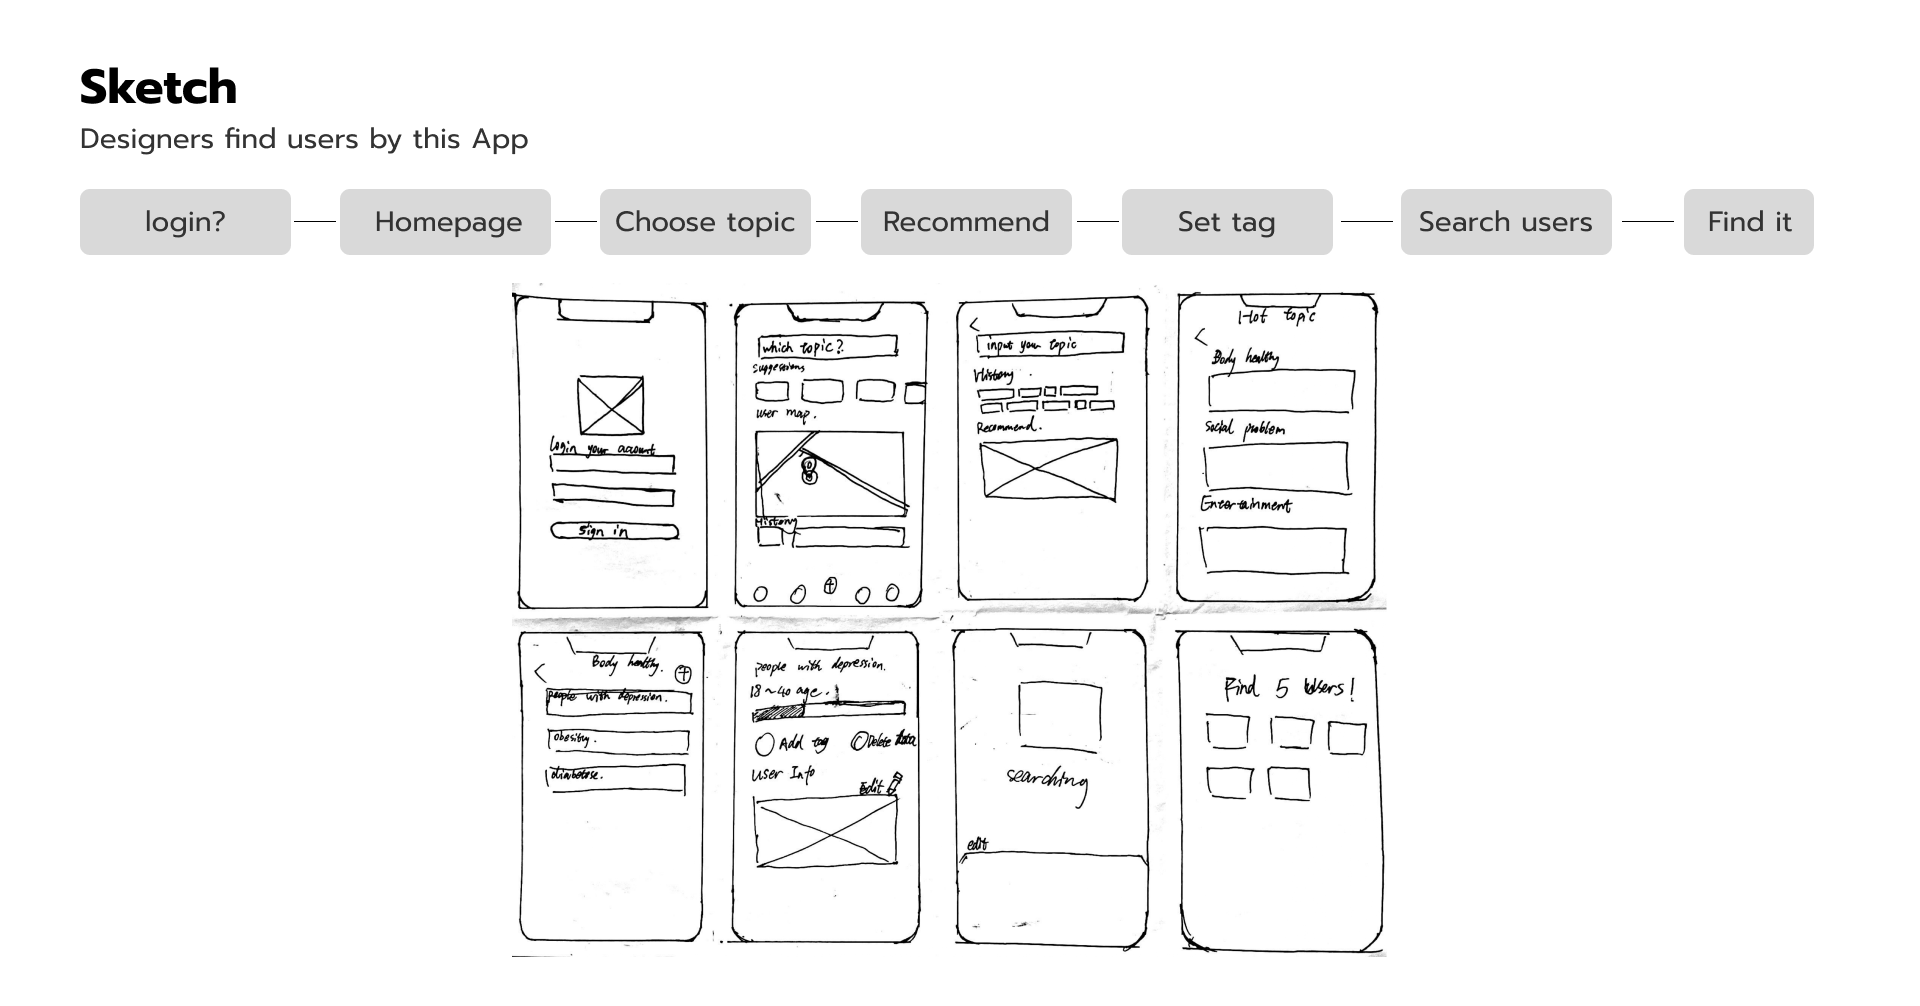 Sketch
Designers find users by this App
login?
Homepage
Choose topic
Recommend
Set tag
Search users
Find it
Login your acount
Sign in
which topic?
Suggestions
user map.
History
input your topic
History
Recommend.
Hot topic
Body healthy
Social problem
Entertainment
Body healthy.
people with depression.
obesity.
diabetese.
people with depression.
18~40 age.
Add tag
Delete
User Info
Edit
searching
edit
Find 5 Users!